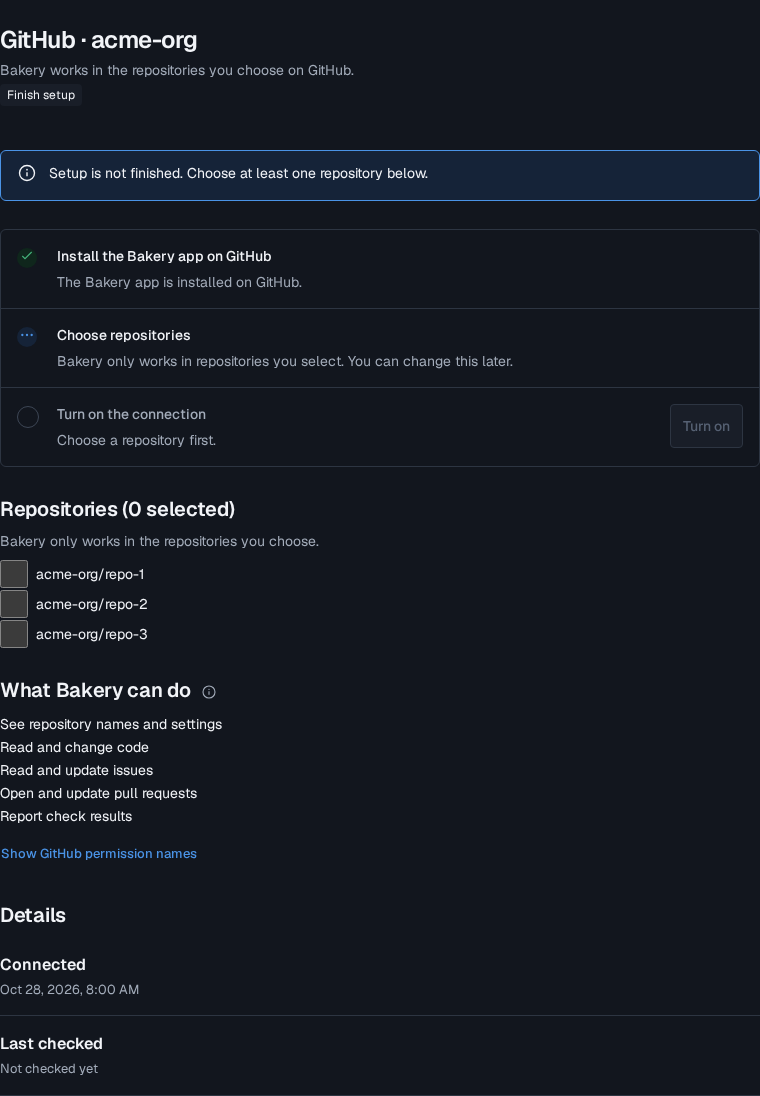 GitHub · acme-org
Bakery works in the repositories you choose on GitHub.
Finish setup
Setup is not finished. Choose at least one repository below.
Install the Bakery app on GitHub
The Bakery app is installed on GitHub.
Choose repositories
Bakery only works in repositories you select. You can change this later.
Turn on the connection
Choose a repository first.
Turn on
Repositories (0 selected)
Bakery only works in the repositories you choose.
acme-org/repo-1
acme-org/repo-2
acme-org/repo-3
What Bakery can do
See repository names and settings
Read and change code
Read and update issues
Open and update pull requests
Report check results
Show GitHub permission names
Details
Connected
Oct 28, 2026, 8:00 AM
Last checked
Not checked yet